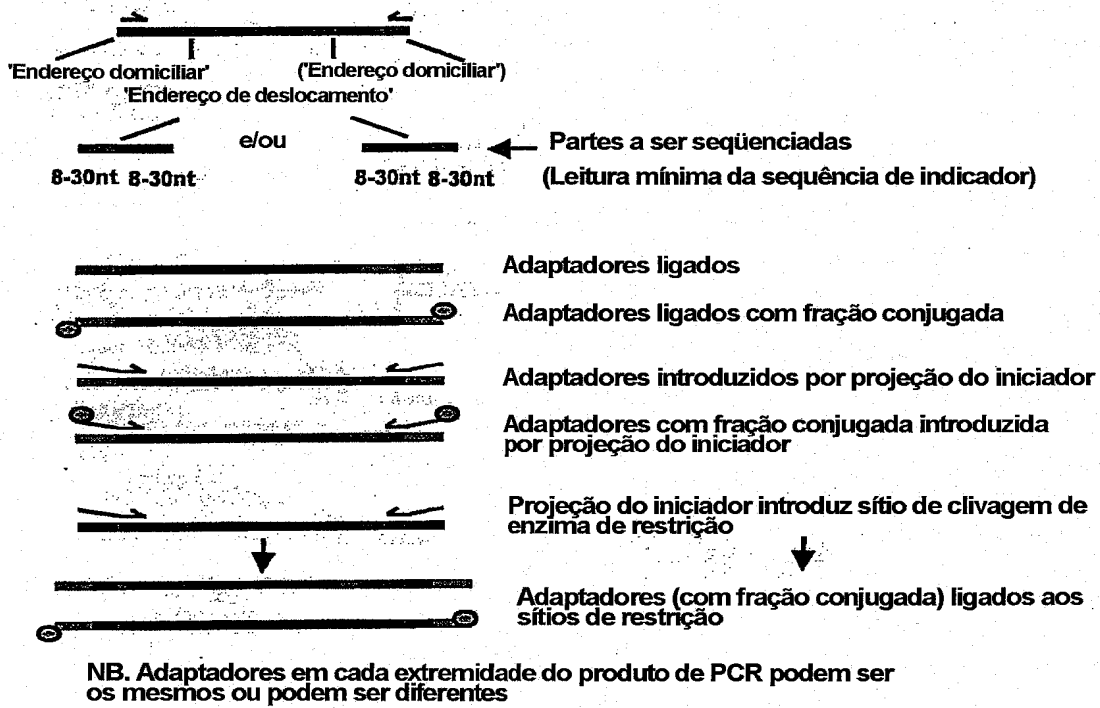 'Endereço domiciliar' ('Endereço domiciliar')
'Endereço de deslocamento'
e/ou
Partes a ser seqüenciadas
8-30nt 8-30nt 8-30nt 8-30nt (Leitura mínima da sequência de indicador)
Adaptadores ligados
Adaptadores ligados com fração conjugada
Adaptadores introduzidos por projeção do iniciador
Adaptadores com fração conjugada introduzida
por projeção do iniciador
Projeção do iniciador introduz sítio de clivagem de
enzima de restrição
Adaptadores (com fração conjugada) ligados aos
sítios de restrição
NB. Adaptadores em cada extremidade do produto de PCR podem ser
os mesmos ou podem ser diferentes